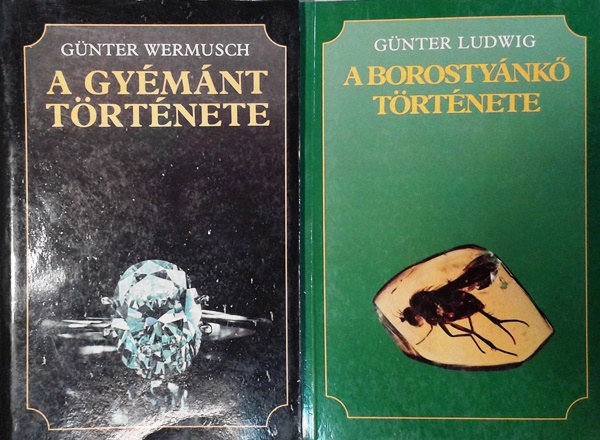 GÜNTER WERMUSCH
A GYÉMÁNT
TÖRTÉNETE
GÜNTER LUDWIG
A BOROSTYÁNKŐ
TÖRTÉNETE